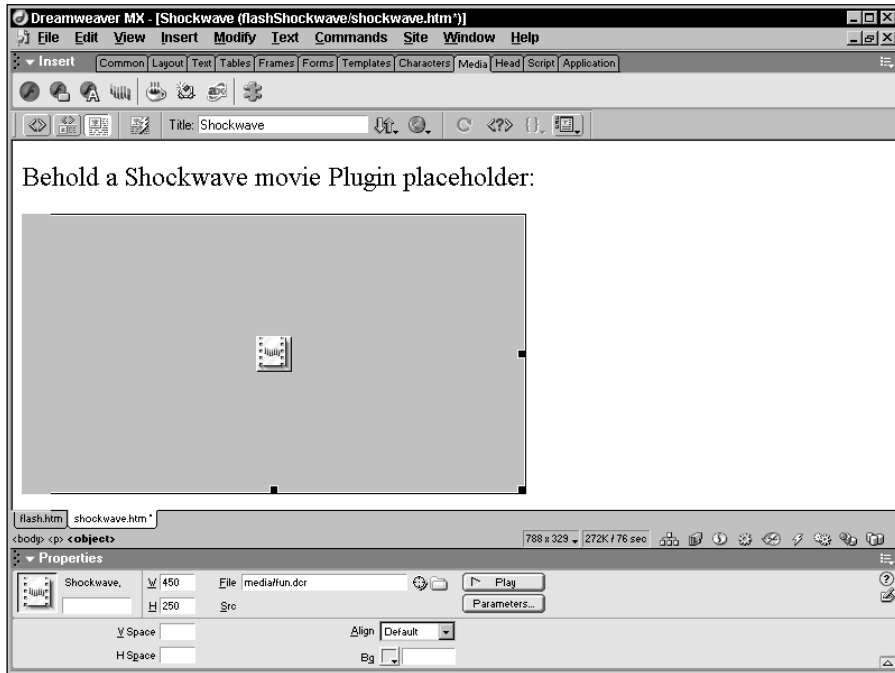 Dreamweaver MX - [Shockwave (flashShockwave/shockwave.htm*)]
File Edit View Insert Modify Text Commands Site Window Help
Insert Common Layout Text Tables Frames Forms Templates Characters Media Head Script Application
Title: Shockwave
Behold a Shockwave movie Plugin placeholder:
flash.htm shockwave.htm*
<body> <p> <object> 788 x 329 272K / 76 sec
Properties
Shockwave, W 450 File media/fun.dcr Play
H 250 Src Parameters...
V Space Align Default
H Space Bg